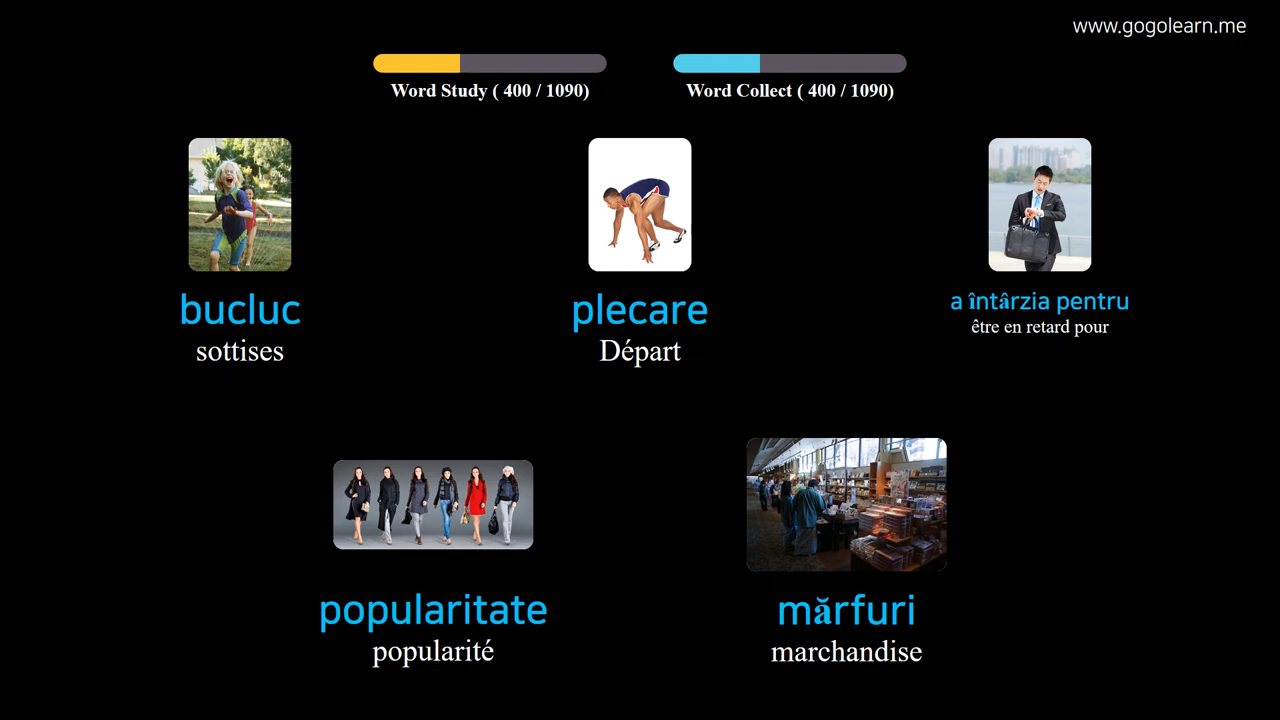 www.gogolearn.me
Word Study ( 400 / 1090)
Word Collect ( 400 / 1090)
bucluc
sottises
plecare
Départ
a întârzia pentru
être en retard pour
popularitate
popularité
mărfuri
marchandise